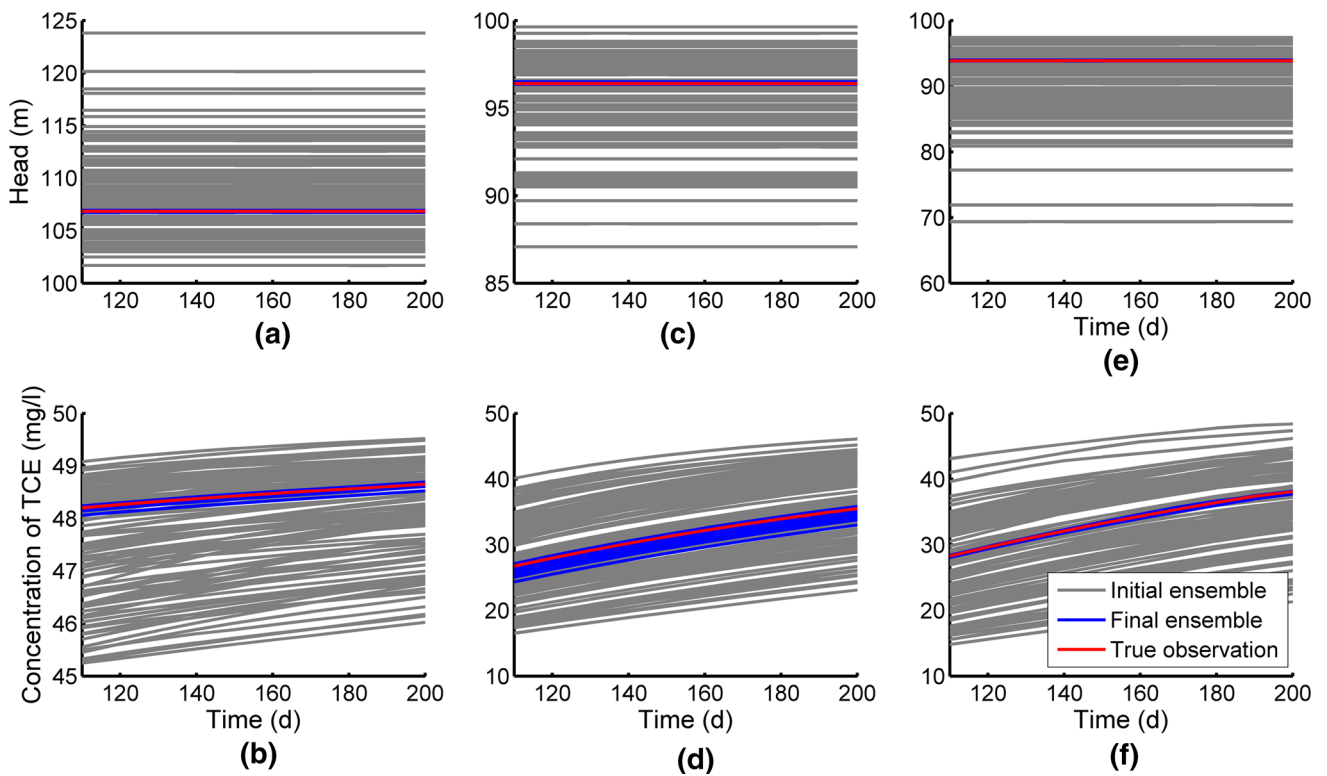 125
120
115
110
105
100
Head (m)
120 140 160 180 200
(a)
100
95
90
85
120 140 160 180 200
(c)
100
90
80
70
60
120 140 160 180 200
Time (d)
(e)
50
49
48
47
46
45
Concentration of TCE (mg/l)
120 140 160 180 200
Time (d)
(b)
50
40
30
20
10
120 140 160 180 200
Time (d)
(d)
50
40
30
20
10
Initial ensemble
Final ensemble
True observation
120 140 160 180 200
Time (d)
(f)